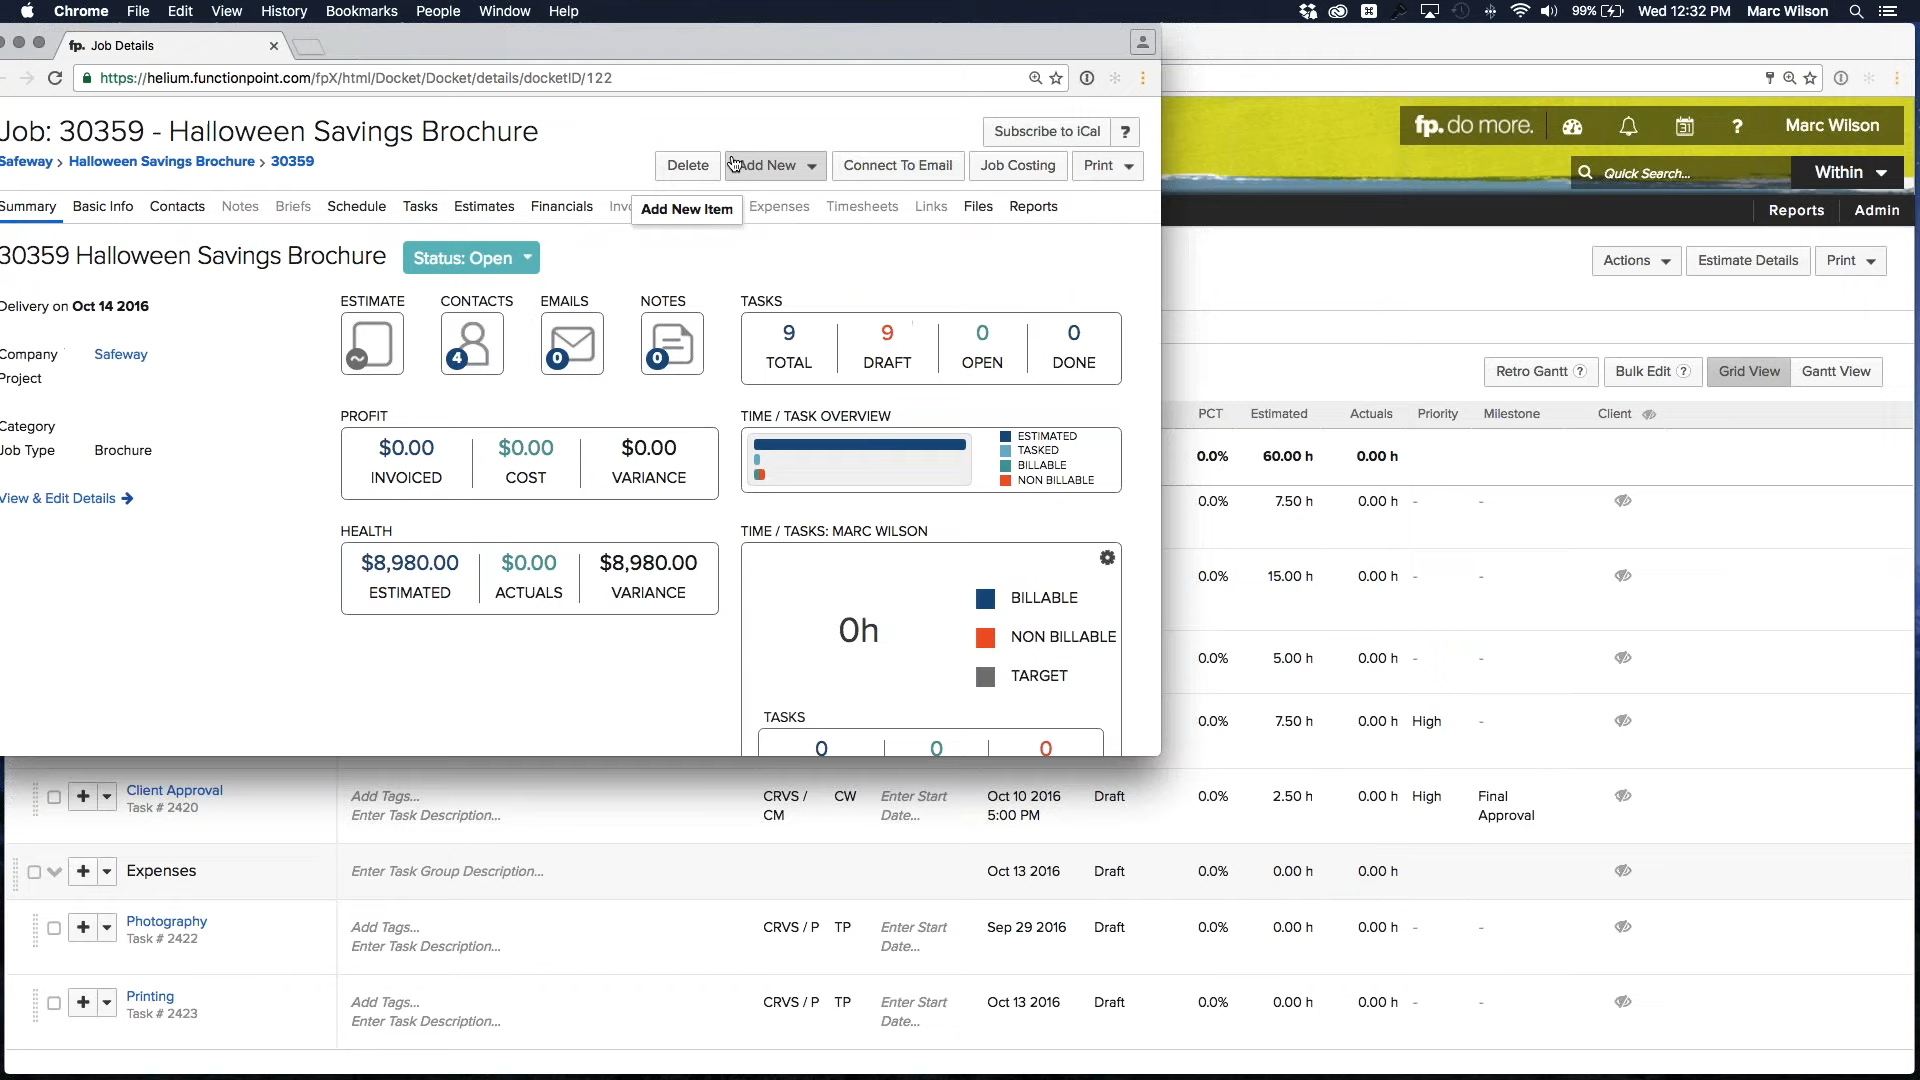 Chrome File Edit View History Bookmarks People Window Help 99% Wed 12:32 PM Marc Wilson
fp. Job Details
https://helium.functionpoint.com/fpX/html/Docket/Docket/details/docketID/122
Job: 30359 - Halloween Savings Brochure
Subscribe to iCal ?
Safeway > Halloween Savings Brochure > 30359
Delete Add New Connect To Email Job Costing Print
Summary Basic Info Contacts Notes Briefs Schedule Tasks Estimates Financials Expenses Timesheets Links Files Reports
Add New Item
30359 Halloween Savings Brochure Status: Open
Delivery on Oct 14 2016
Company Safeway
Project
Category
Job Type Brochure
View & Edit Details
ESTIMATE CONTACTS EMAILS NOTES
4 0 0
TASKS
9 9 0 0
TOTAL DRAFT OPEN DONE
PROFIT
$0.00 $0.00 $0.00
INVOICED COST VARIANCE
TIME / TASK OVERVIEW
ESTIMATED
TASKED
BILLABLE
NON BILLABLE
HEALTH
$8,980.00 $0.00 $8,980.00
ESTIMATED ACTUALS VARIANCE
TIME / TASKS: MARC WILSON
0h
BILLABLE
NON BILLABLE
TARGET
TASKS
0 0 0
fp. do more. 31 ? Marc Wilson
Quick Search... Within
Reports Admin
Actions Estimate Details Print
Retro Gantt ? Bulk Edit ? Grid View Gantt View
PCT Estimated Actuals Priority Milestone Client
0.0% 60.00 h 0.00 h
0.0% 7.50 h 0.00 h - -
0.0% 15.00 h 0.00 h - -
0.0% 5.00 h 0.00 h - -
0.0% 7.50 h 0.00 h High -
Client Approval Add Tags... CRVS / CW Enter Start Oct 10 2016 Draft 0.0% 2.50 h 0.00 h High Final
Task # 2420 Enter Task Description... CM Date... 5:00 PM Approval
Expenses Enter Task Group Description... Oct 13 2016 Draft 0.0% 0.00 h 0.00 h
Photography Add Tags... CRVS / P TP Enter Start Sep 29 2016 Draft 0.0% 0.00 h 0.00 h - -
Task # 2422 Enter Task Description... Date...
Printing Add Tags... CRVS / P TP Enter Start Oct 13 2016 Draft 0.0% 0.00 h 0.00 h - -
Task # 2423 Enter Task Description... Date...